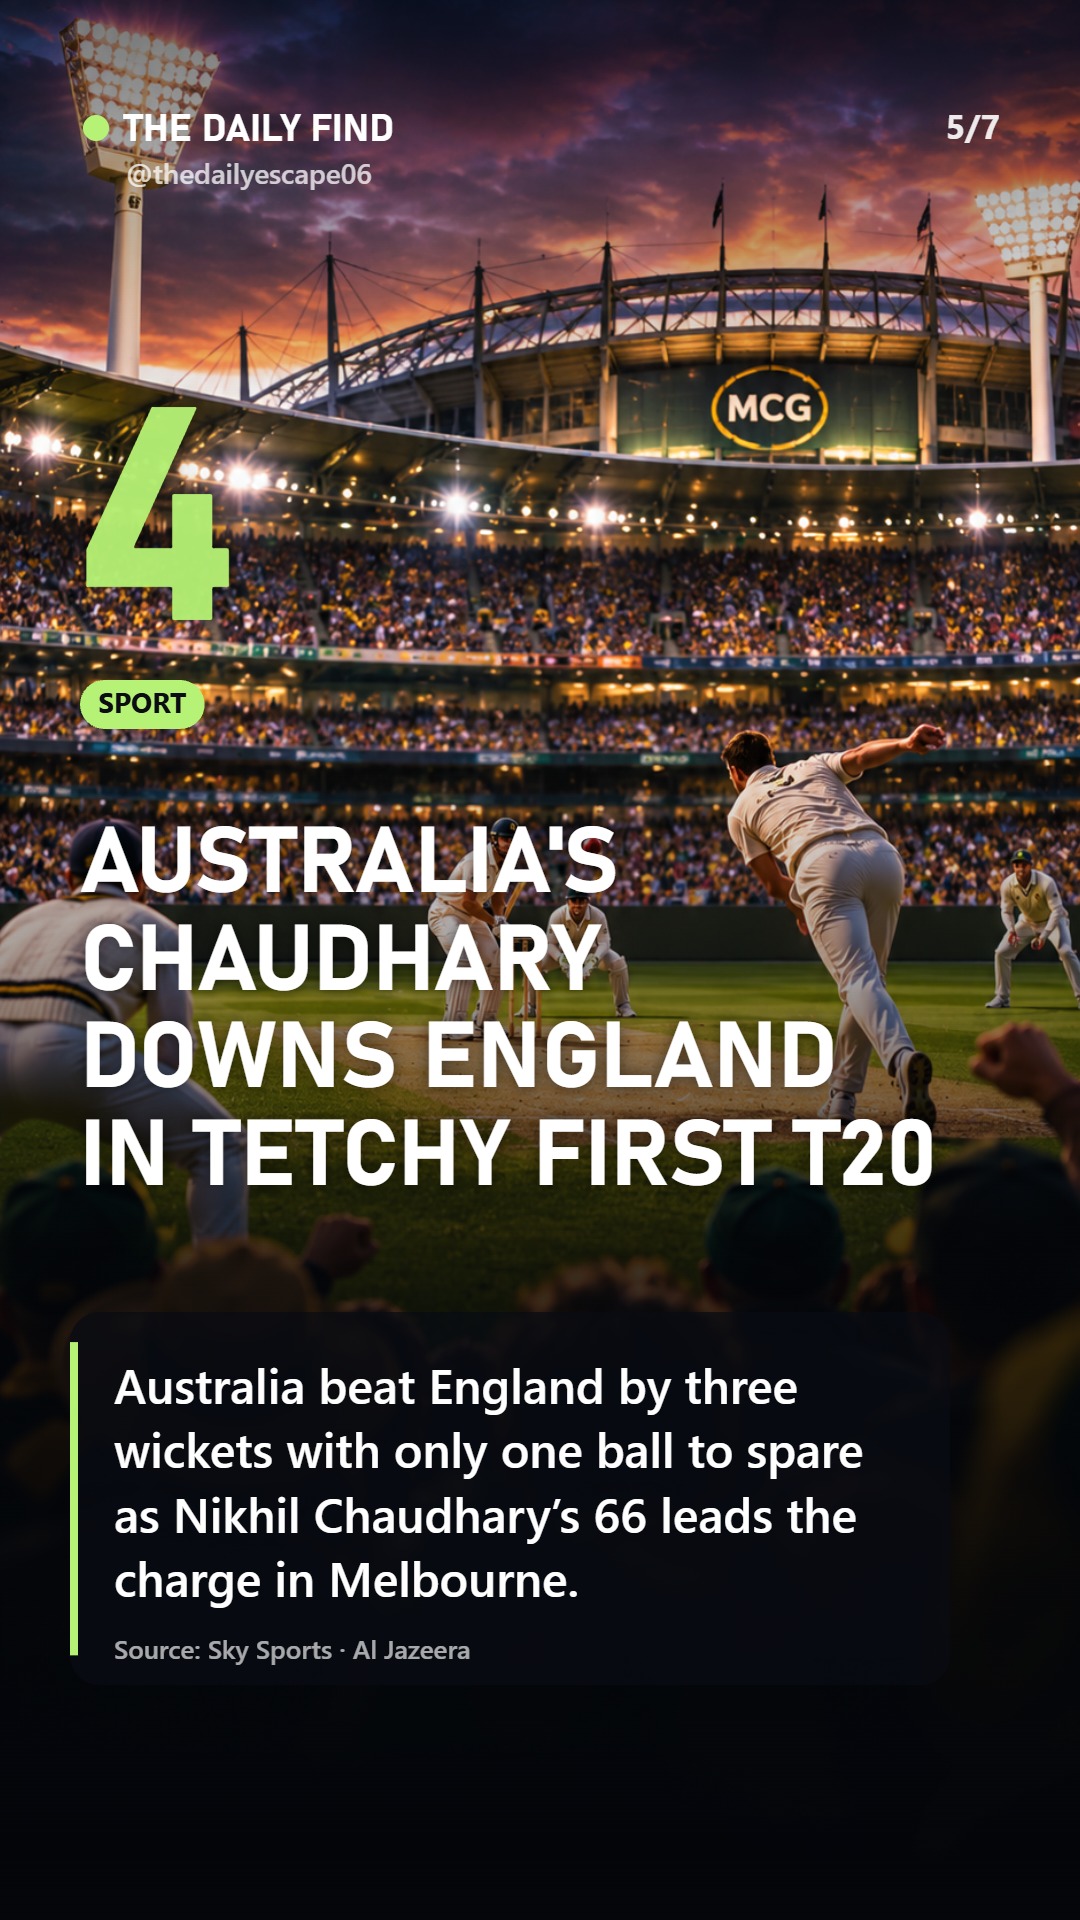 THE DAILY FIND
5/7
@thedailyescape06
MCG
4
SPORT
AUSTRALIA'S
CHAUDHARY
DOWNS ENGLAND
IN TETCHY FIRST T20
Australia beat England by three
wickets with only one ball to spare
as Nikhil Chaudhary’s 66 leads the
charge in Melbourne.
Source: Sky Sports · Al Jazeera